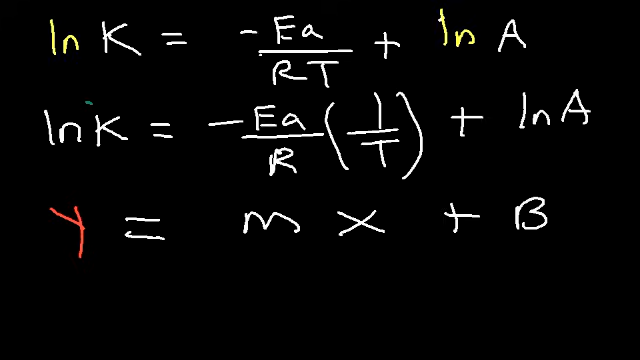 ln K = -Ea/RT + ln A
ln K = -Ea/R (1/T) + ln A
Y = m x + B